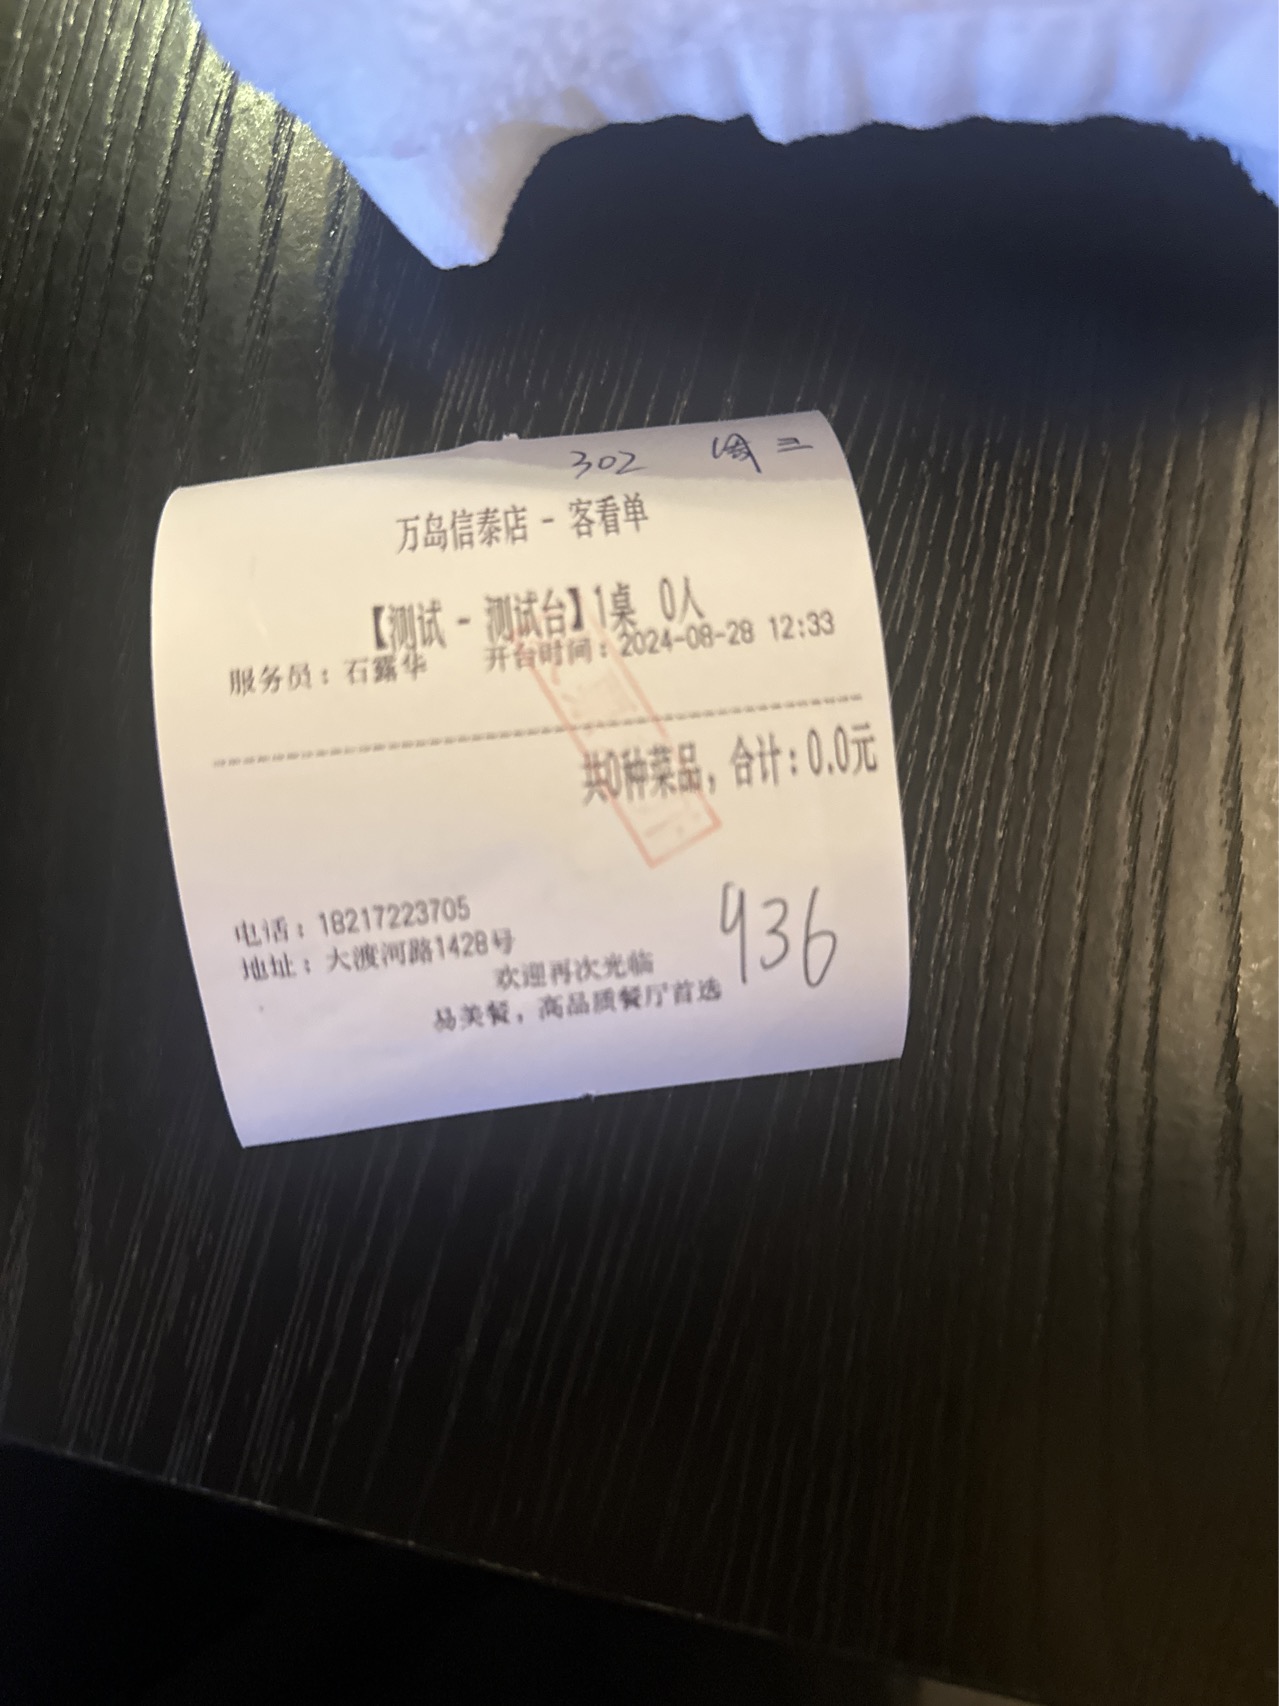 302 周三
万岛信泰店 - 客看单
【测试 - 测试台】1桌 0人
服务员：石露华 开台时间：2024-08-28 12:33
共0种菜品，合计：0.0元
电话：18217223705
地址：大渡河路1428号
936
欢迎再次光临
易美餐，高品质餐厅首选